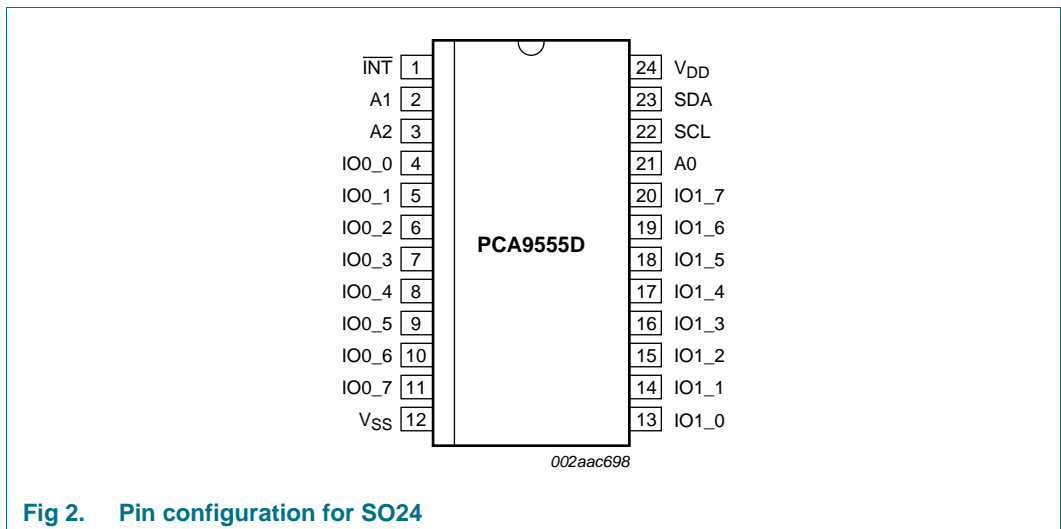 INT 1 24 VDD
A1 2 23 SDA
A2 3 22 SCL
IO0_0 4 21 A0
IO0_1 5 20 IO1_7
IO0_2 6 19 IO1_6
PCA9555D
IO0_3 7 18 IO1_5
IO0_4 8 17 IO1_4
IO0_5 9 16 IO1_3
IO0_6 10 15 IO1_2
IO0_7 11 14 IO1_1
VSS 12 13 IO1_0
002aac698
Fig 2. Pin configuration for SO24